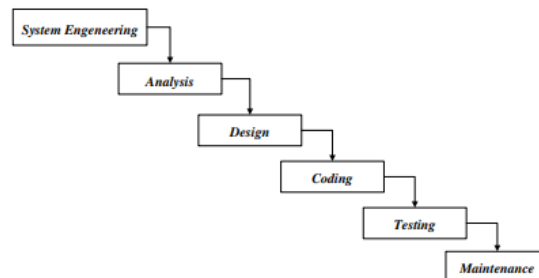 System Engeneering
Analysis
Design
Coding
Testing
Maintenance